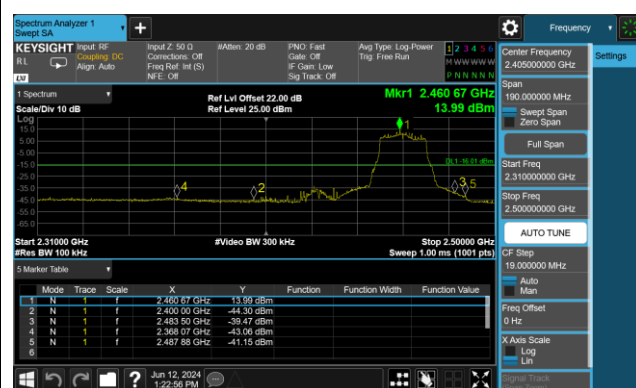 Spectrum Analyzer 1
Swept SA
Frequency
KEYSIGHT Input: RF
R L Coupling: DC
Align: Auto
Input Z: 50 Ω
Corrections: Off
Freq Ref: Int (S)
NFE: Off
#Atten: 20 dB
PNO: Fast
Gate: Off
IF Gain: Low
Sig Track: Off
Avg Type: Log-Power
Trig: Free Run
1 2 3 4 5 6
M W W W W W
P N N N N N
LXI
Center Frequency
2.405000000 GHz
Settings
Span
190.000000 MHz
Swept Span
Zero Span
Full Span
Start Freq
2.310000000 GHz
Stop Freq
2.500000000 GHz
AUTO TUNE
CF Step
19.000000 MHz
Auto
Man
Freq Offset
0 Hz
X Axis Scale
Log
Lin
Signal Track
1 Spectrum
Scale/Div 10 dB
Ref Lvl Offset 22.00 dB
Ref Level 25.00 dBm
Mkr1 2.460 67 GHz
13.99 dBm
Log
15.0
5.00
-5.00
-15.0
-25.0
-35.0
-45.0
-55.0
-65.0
1
DL1 -16.01 dBm
4
2
3
5
Start 2.31000 GHz
#Res BW 100 kHz
#Video BW 300 kHz
Stop 2.50000 GHz
Sweep 1.00 ms (1001 pts)
5 Marker Table
Mode Trace Scale X Y Function Function Width Function Value
1 N 1 f 2.460 67 GHz 13.99 dBm
2 N 1 f 2.400 00 GHz -44.30 dBm
3 N 1 f 2.483 50 GHz -39.47 dBm
4 N 1 f 2.368 07 GHz -43.06 dBm
5 N 1 f 2.487 88 GHz -41.15 dBm
6
Jun 12, 2024
1:22:56 PM